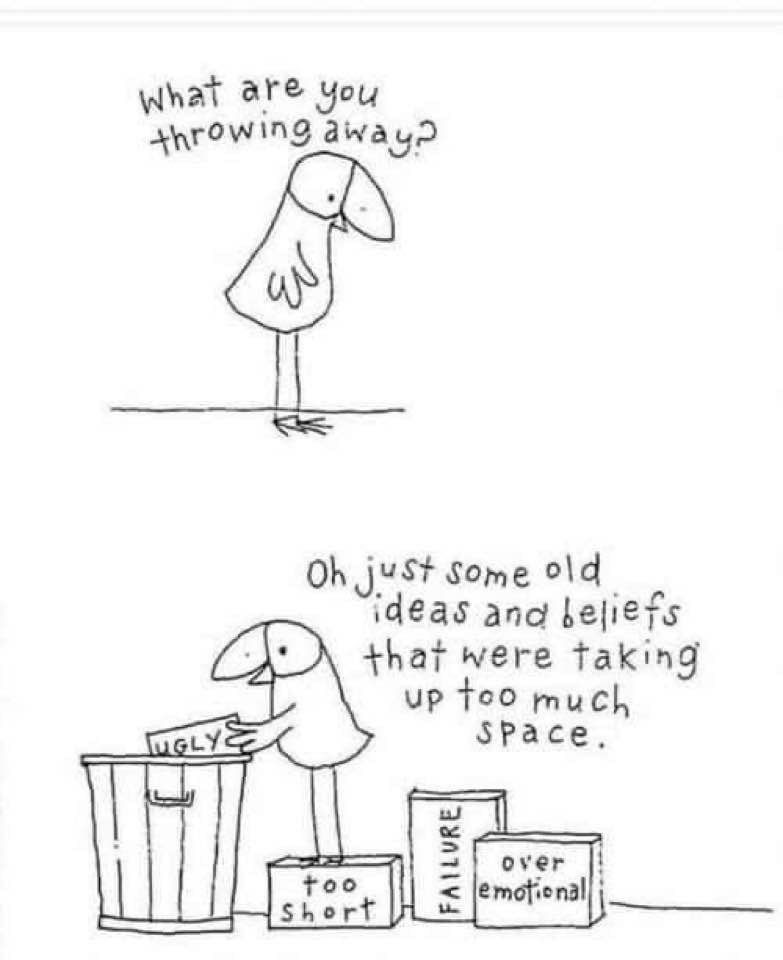 What are you
throwing away?
Oh just some old
ideas and beliefs
that were taking
up too much
space.
UGLY
too
short
FAILURE
over
emotional